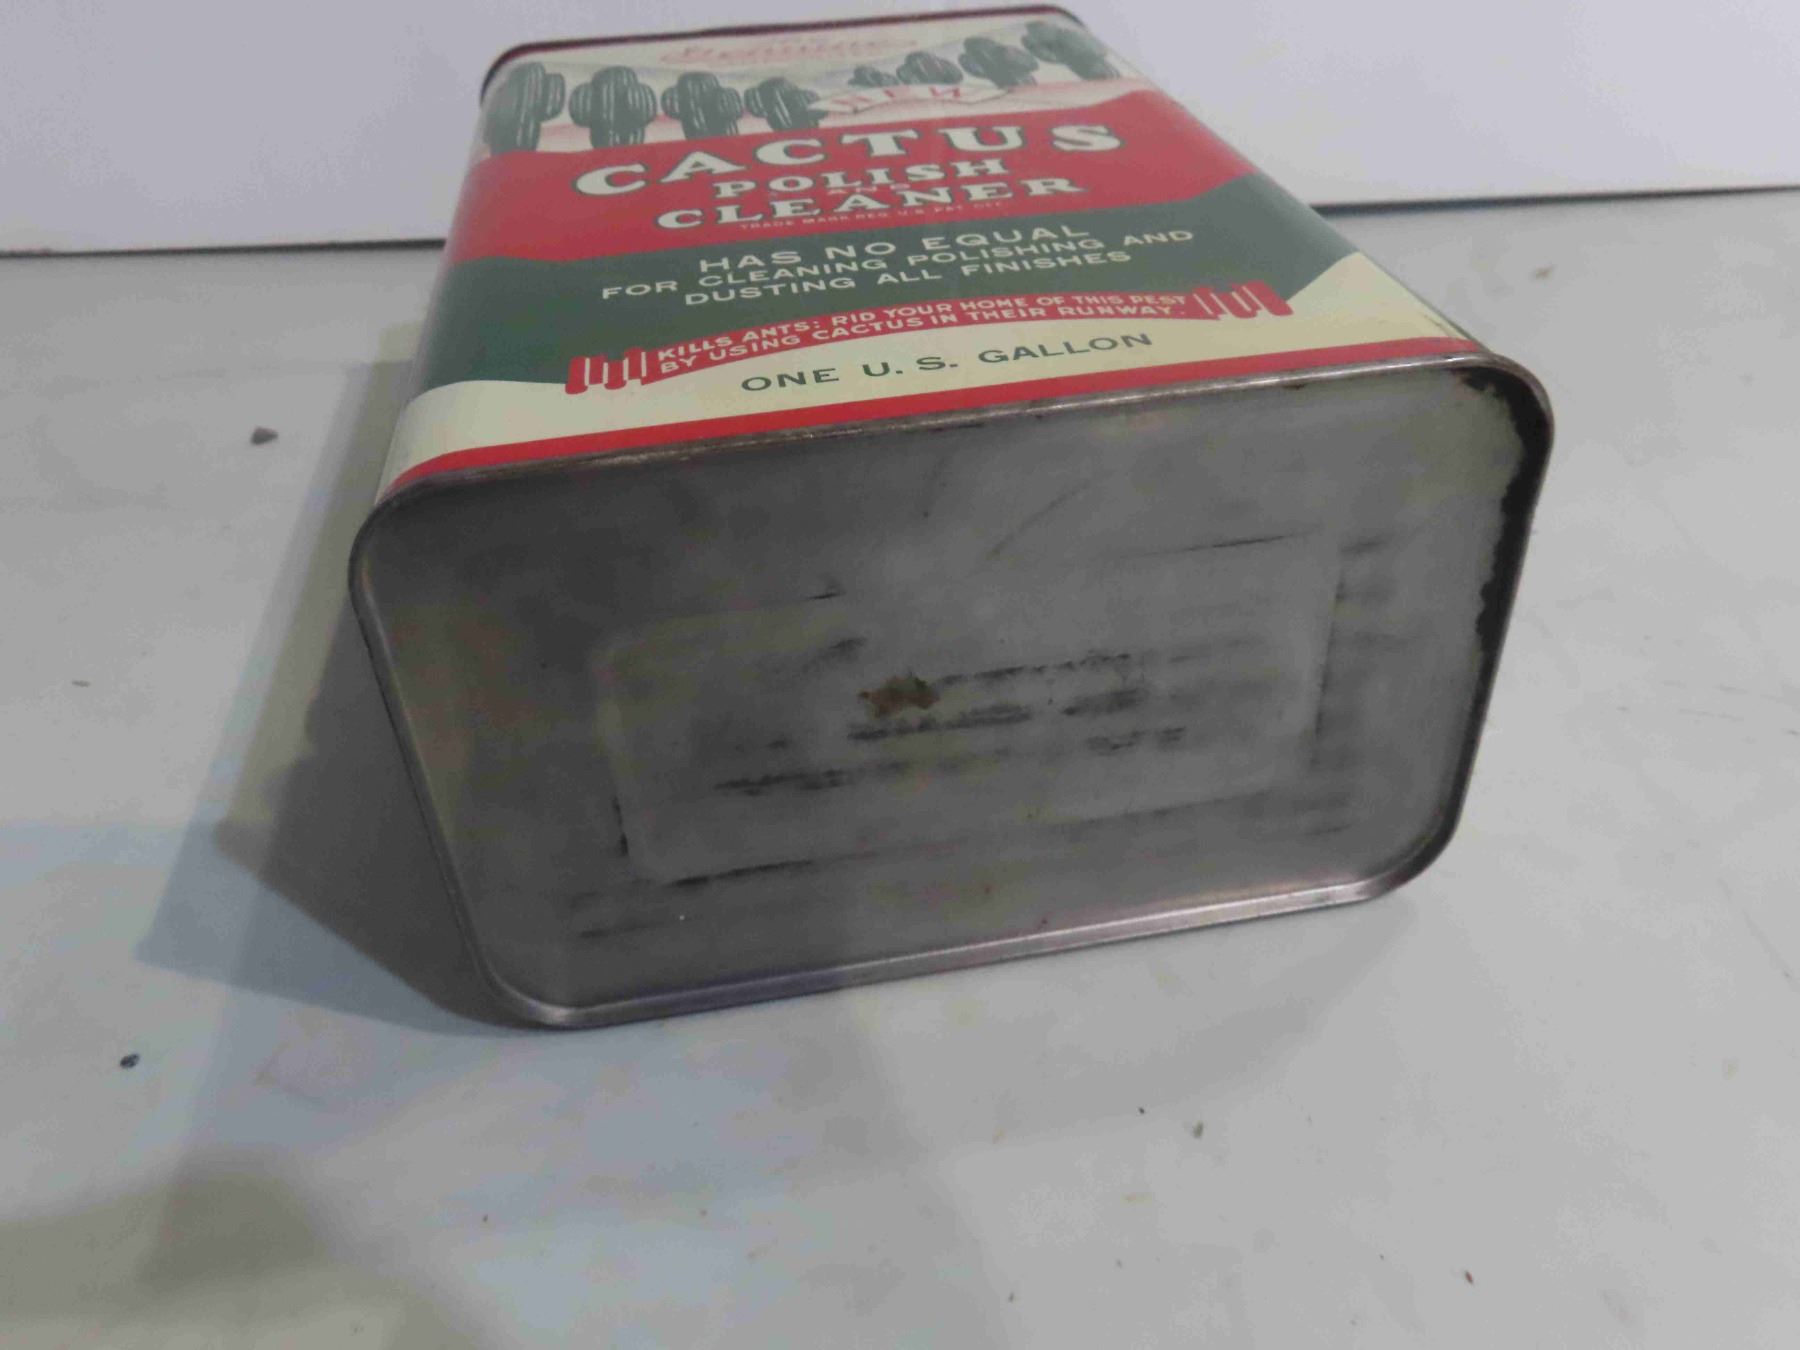 NEW
CACTUS
POLISH
AND
CLEANER
TRADE MARK REG. U.S. PAT. OFF.
HAS NO EQUAL
FOR CLEANING POLISHING AND
DUSTING ALL FINISHES
KILLS ANTS: RID YOUR HOME OF THIS PEST
BY USING CACTUS IN THEIR RUNWAY.
ONE U. S. GALLON